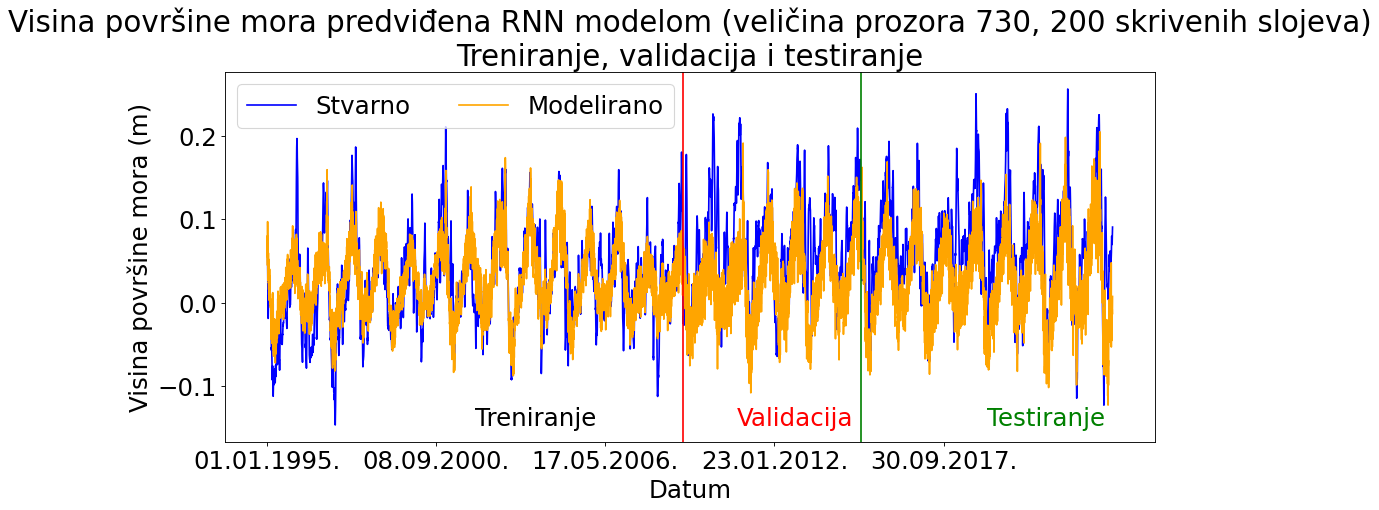 Visina površine mora predviđena RNN modelom (veličina prozora 730, 200 skrivenih slojeva)
Treniranje, validacija i testiranje
Stvarno
Modelirano
Visina površine mora (m)
0.2
0.1
0.0
−0.1
Treniranje
Validacija
Testiranje
01.01.1995.
08.09.2000.
17.05.2006.
23.01.2012.
30.09.2017.
Datum